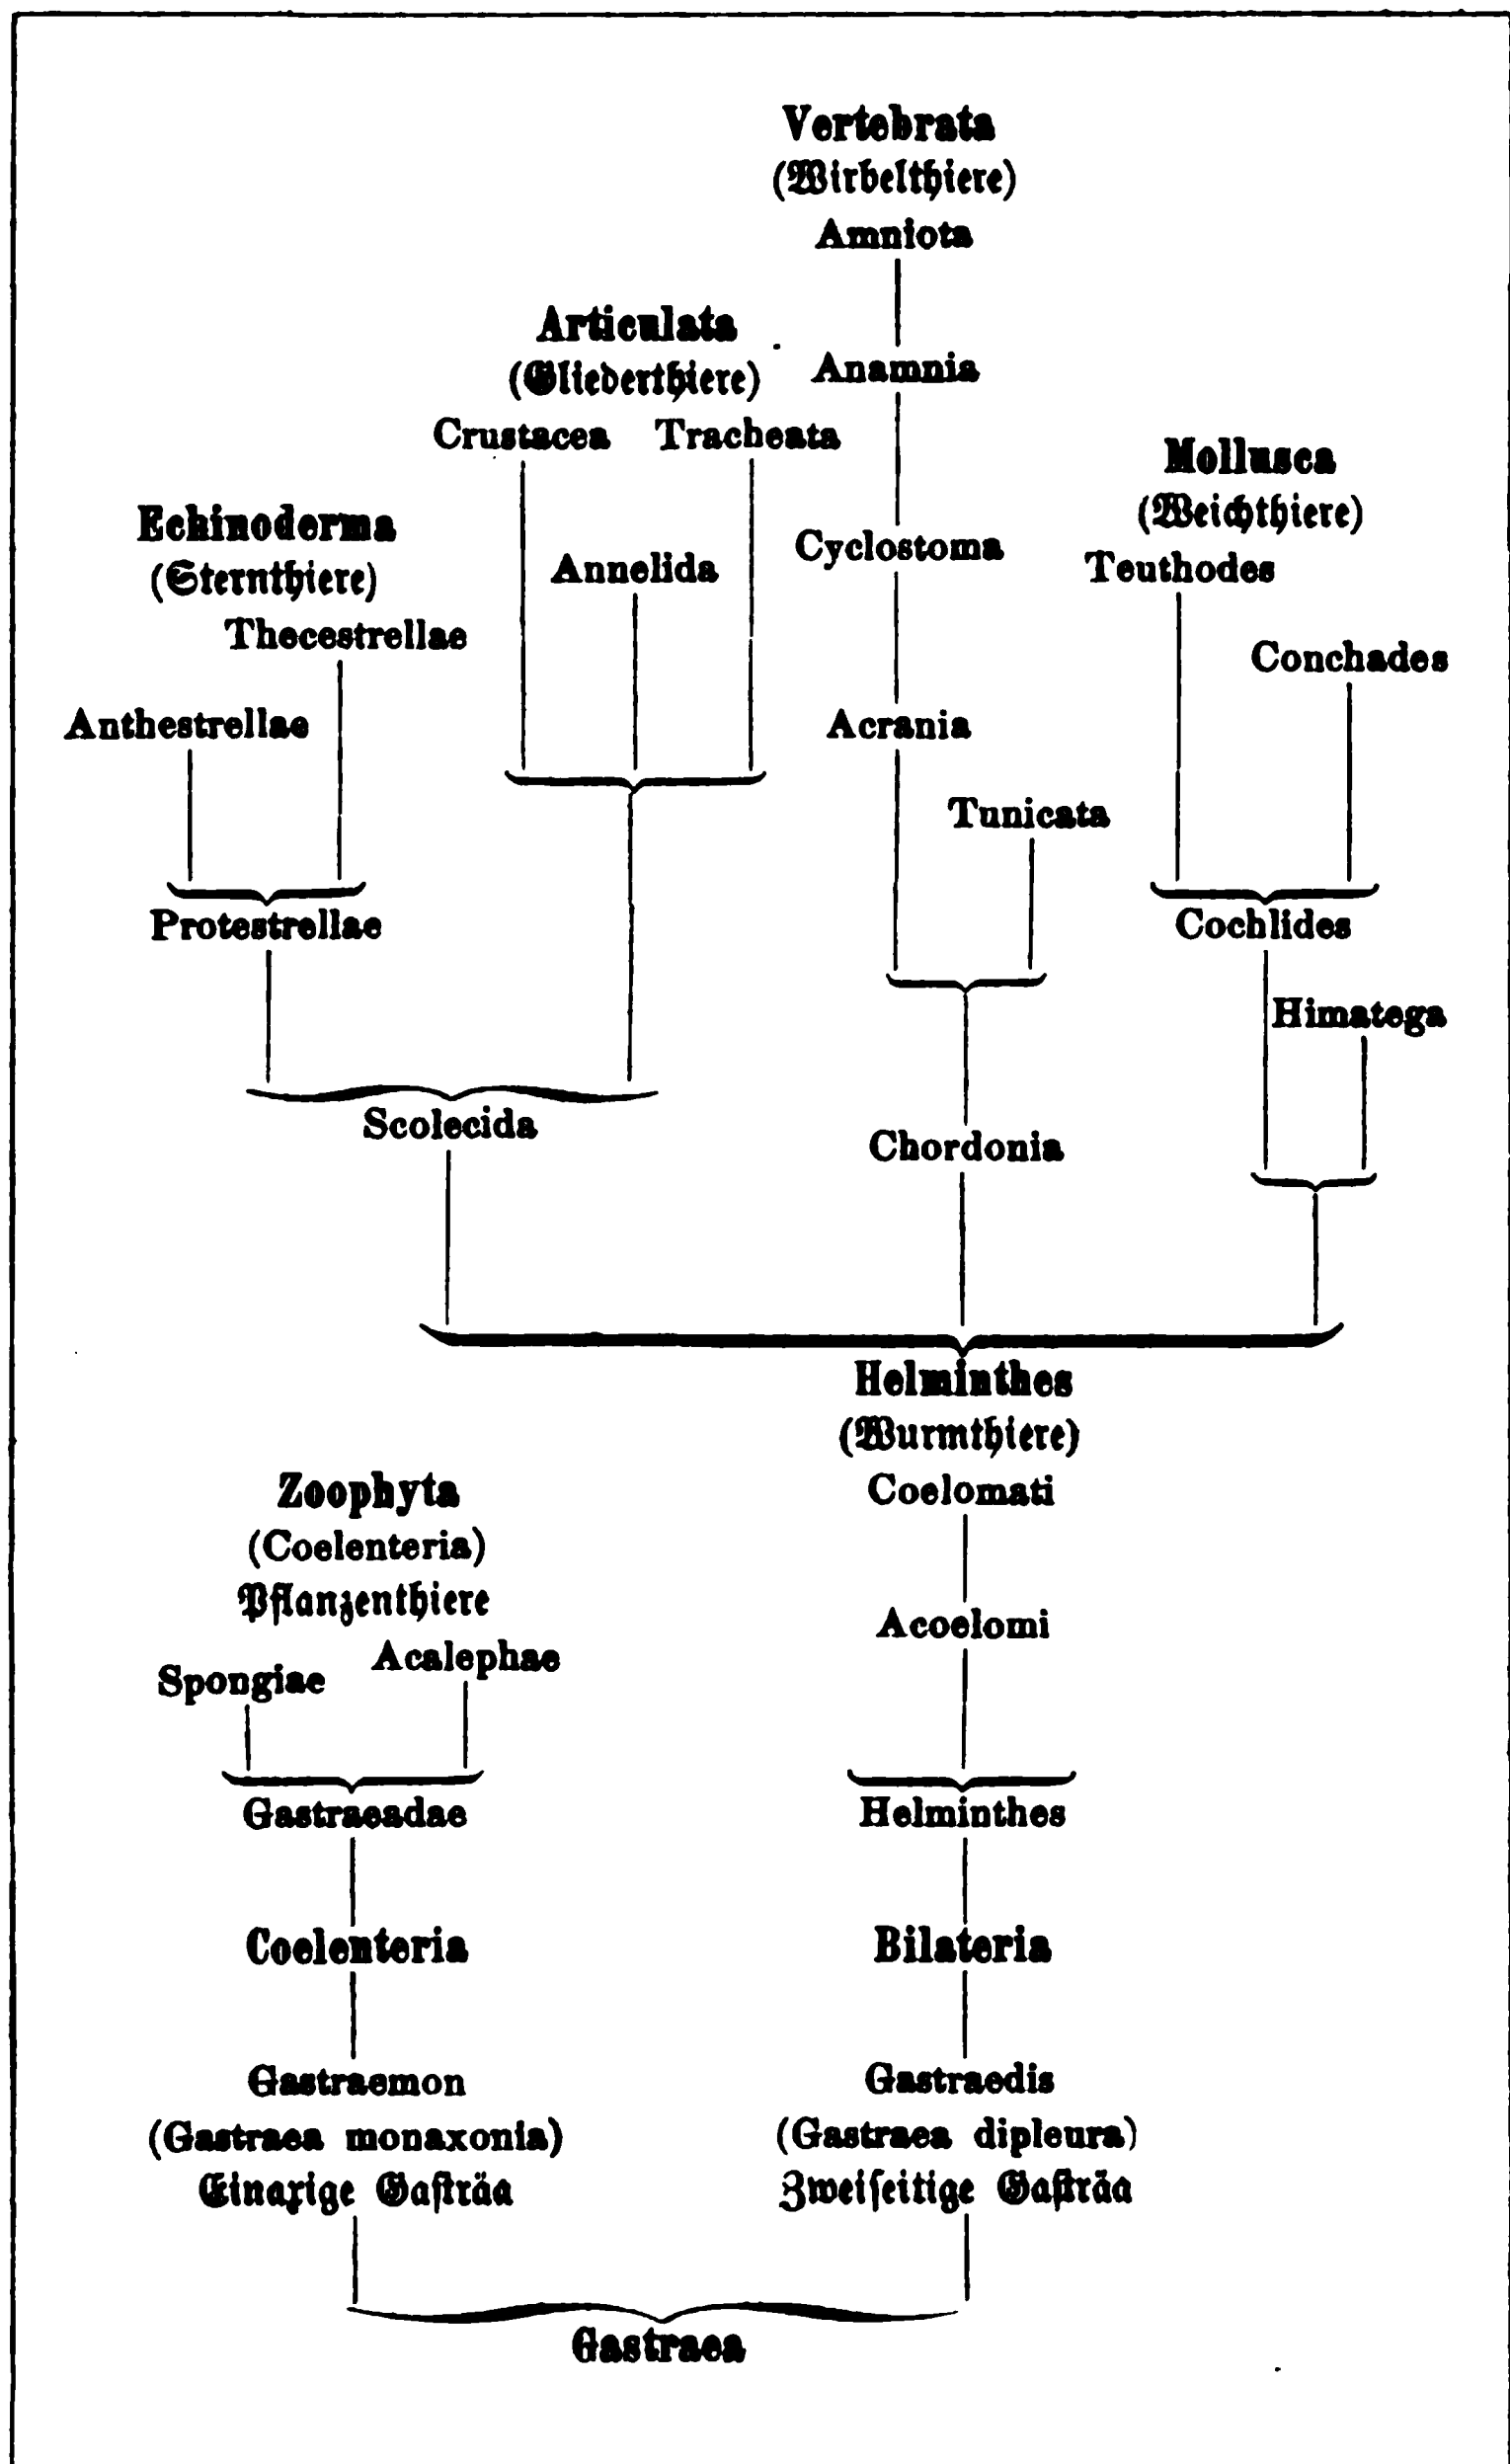 Vertebrata
(Wirbelthiere)
Amniota
Articulata
(Gliederthiere)
Anamnia
Crustacea Tracheata
Mollusca
(Weichthiere)
Echinoderma
(Sternthiere)
Annelida
Cyclostoma
Teuthodes
Thecestrellae
Conchades
Anthestrellae
Acrania
Tunicata
Protestrellae
Cochlides
Himatega
Scolecida
Chordonia
Helminthes
(Wurmthiere)
Coelomati
Zoophyta
(Coelenteria)
Pflanzenthiere
Acoelomi
Spongiae
Acalephae
Gastraeadae
Helminthes
Coelenteria
Bilateria
Gastraemon
(Gastraea monaxonia)
Einaxige Gasträa
Gastraedis
(Gastraea dipleura)
Zweiseitige Gasträa
Gastraea